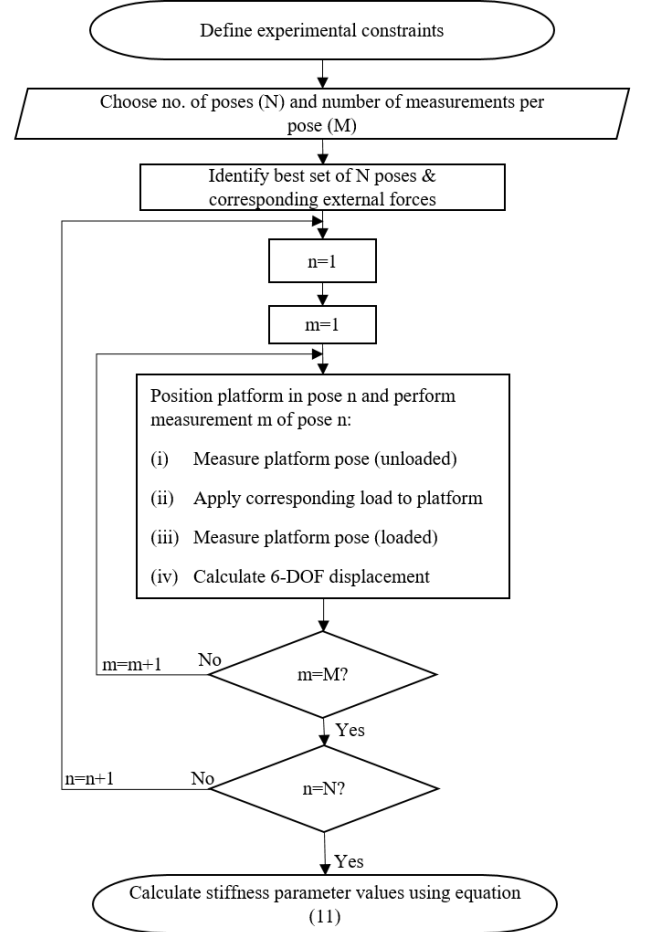 Define experimental constraints
Choose no. of poses (N) and number of measurements per
pose (M)
Identify best set of N poses &
corresponding external forces
n=1
m=1
Position platform in pose n and perform
measurement m of pose n:
(i) Measure platform pose (unloaded)
(ii) Apply corresponding load to platform
(iii) Measure platform pose (loaded)
(iv) Calculate 6-DOF displacement
m=m+1
No
m=M?
Yes
n=n+1
No
n=N?
Yes
Calculate stiffness parameter values using equation
(11)